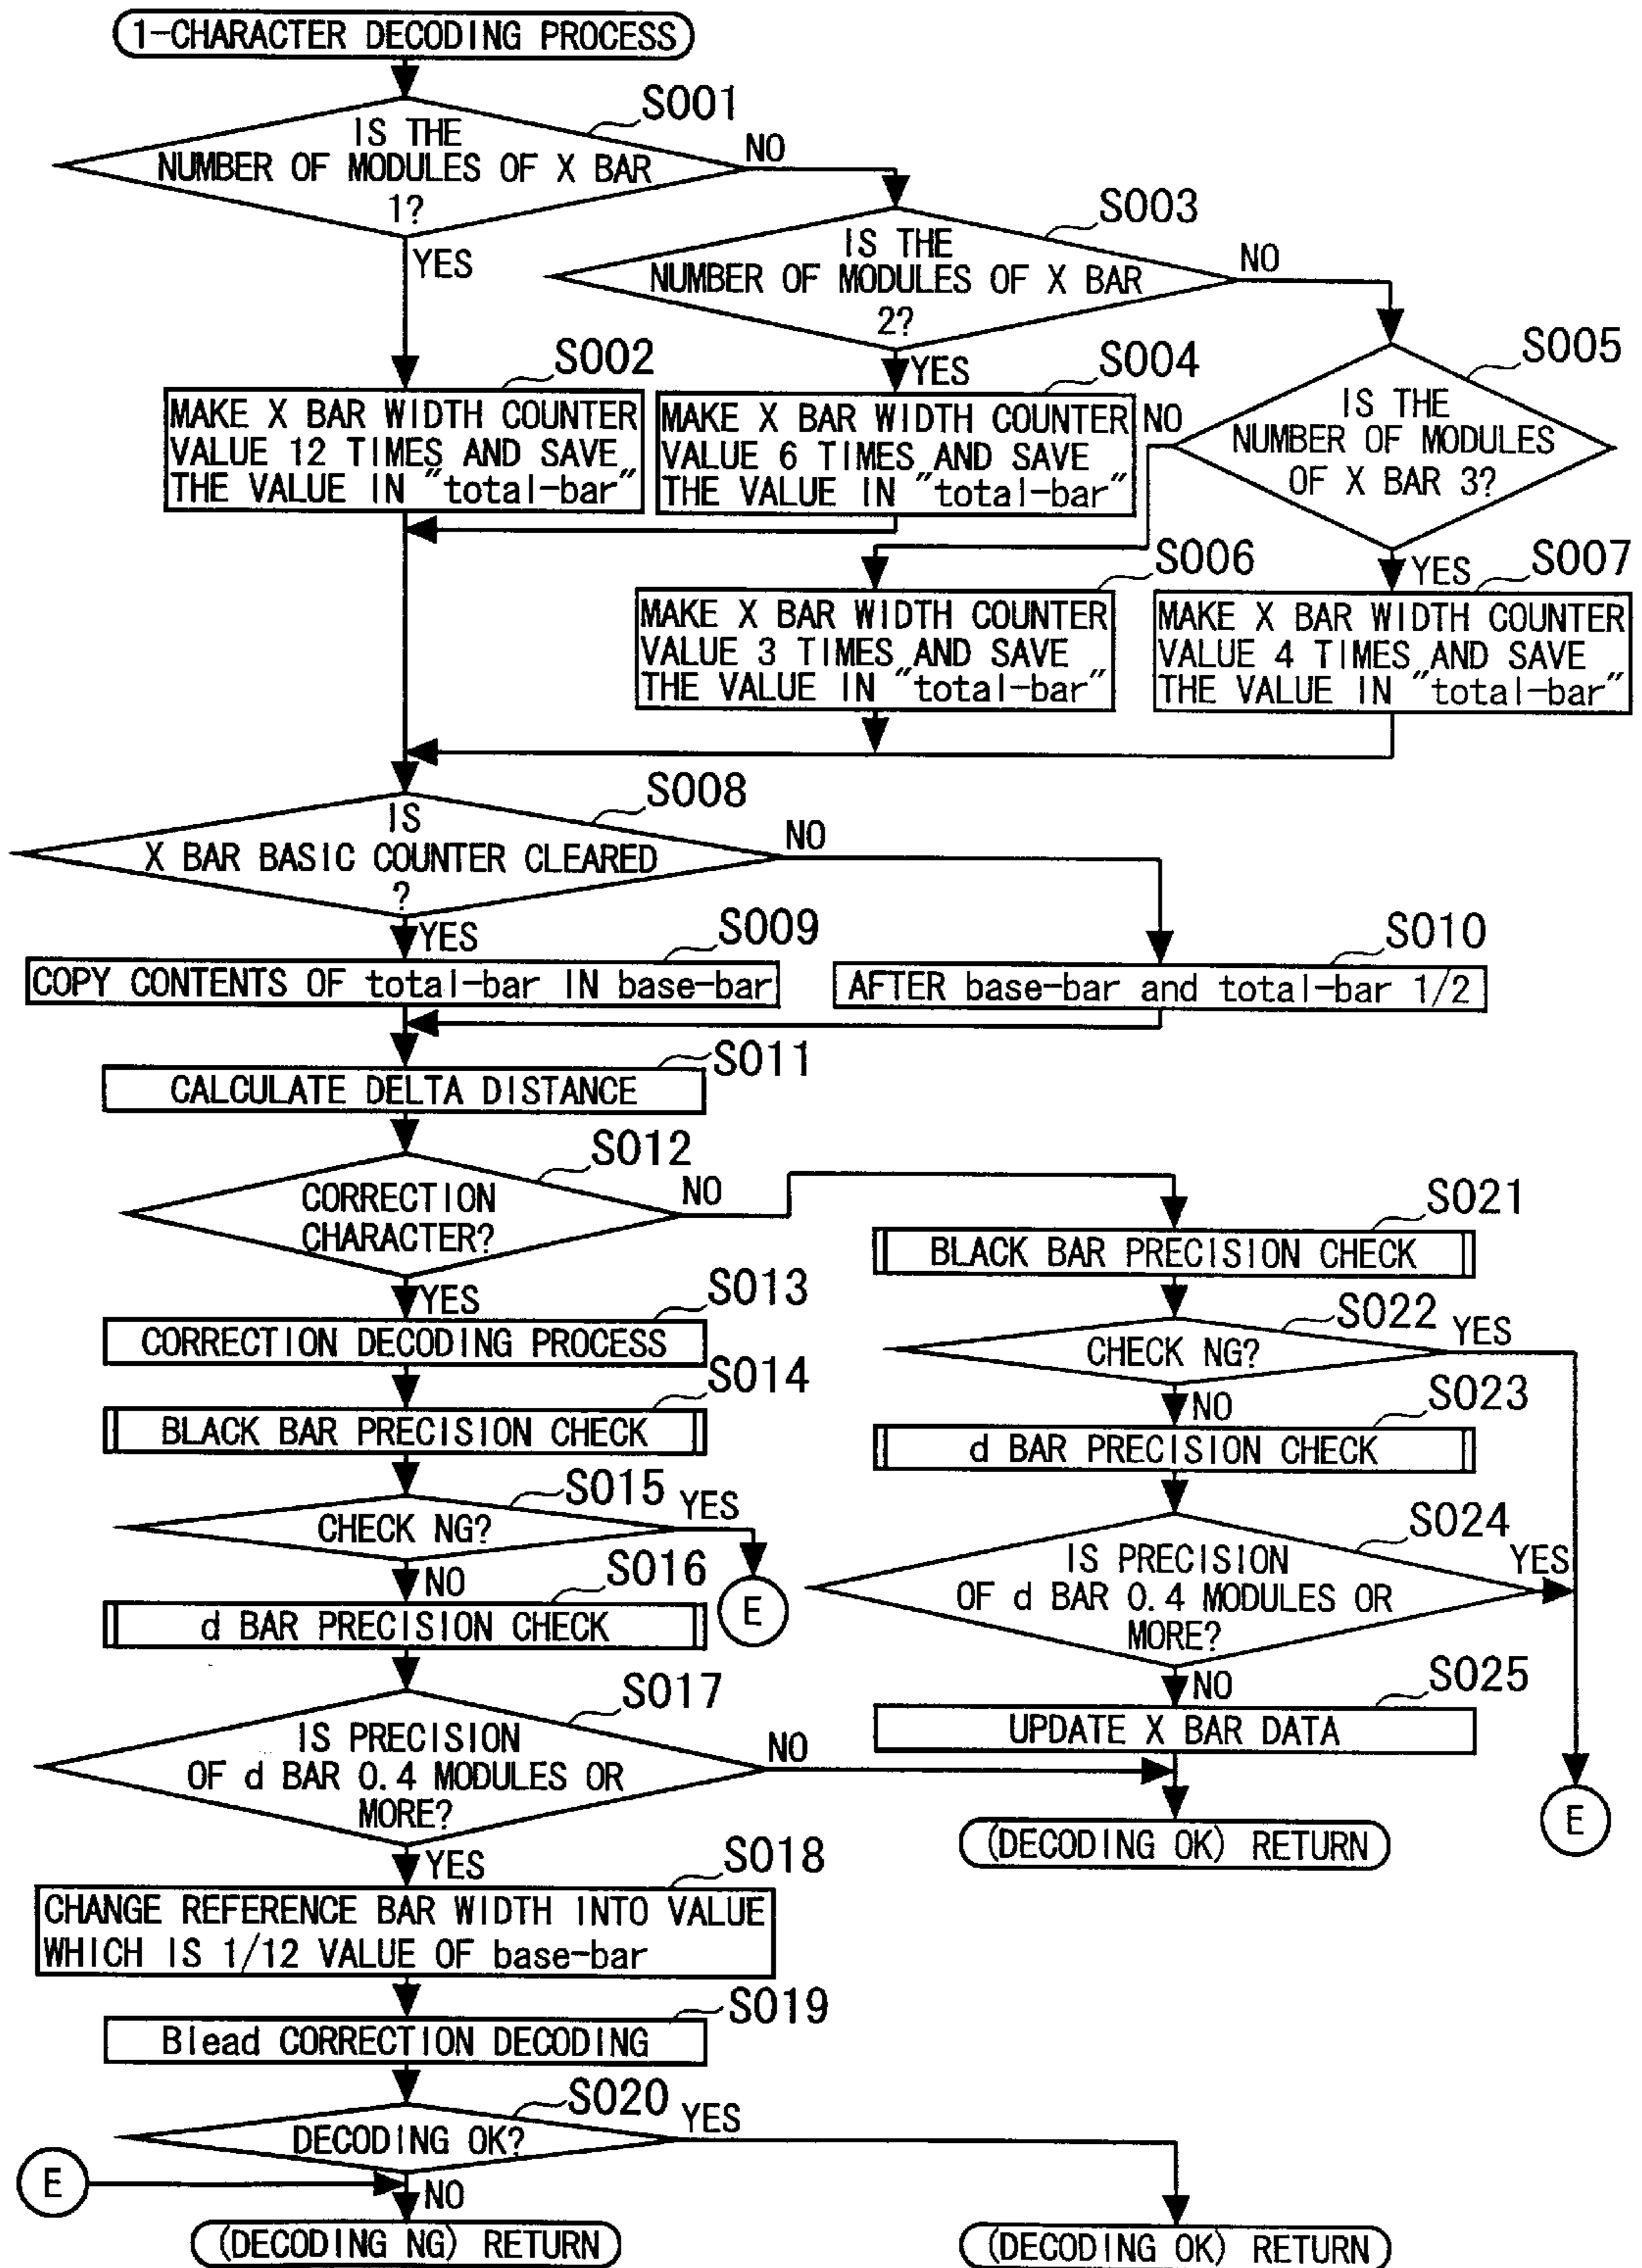 1-CHARACTER DECODING PROCESS
S001
IS THE
NUMBER OF MODULES OF X BAR
1?
NO
YES
S003
IS THE
NUMBER OF MODULES OF X BAR
2?
NO
YES
S002
MAKE X BAR WIDTH COUNTER
VALUE 12 TIMES AND SAVE
THE VALUE IN "total-bar"
S004
MAKE X BAR WIDTH COUNTER
VALUE 6 TIMES AND SAVE
THE VALUE IN "total-bar"
S005
IS THE
NUMBER OF MODULES
OF X BAR 3?
NO
YES
S006
MAKE X BAR WIDTH COUNTER
VALUE 3 TIMES AND SAVE
THE VALUE IN "total-bar"
S007
MAKE X BAR WIDTH COUNTER
VALUE 4 TIMES AND SAVE
THE VALUE IN "total-bar"
S008
IS
X BAR BASIC COUNTER CLEARED
?
NO
YES
S009
COPY CONTENTS OF total-bar IN base-bar
S010
AFTER base-bar and total-bar 1/2
S011
CALCULATE DELTA DISTANCE
S012
CORRECTION
CHARACTER?
NO
YES
S013
CORRECTION DECODING PROCESS
S014
BLACK BAR PRECISION CHECK
S015
CHECK NG?
YES
E
NO
S016
d BAR PRECISION CHECK
S017
IS PRECISION
OF d BAR 0.4 MODULES OR
MORE?
NO
YES
S018
CHANGE REFERENCE BAR WIDTH INTO VALUE
WHICH IS 1/12 VALUE OF base-bar
S019
Blead CORRECTION DECODING
S020
DECODING OK?
YES
E
NO
(DECODING NG) RETURN
(DECODING OK) RETURN
S021
BLACK BAR PRECISION CHECK
S022
CHECK NG?
YES
NO
S023
d BAR PRECISION CHECK
S024
IS PRECISION
OF d BAR 0.4 MODULES OR
MORE?
YES
NO
S025
UPDATE X BAR DATA
(DECODING OK) RETURN
E